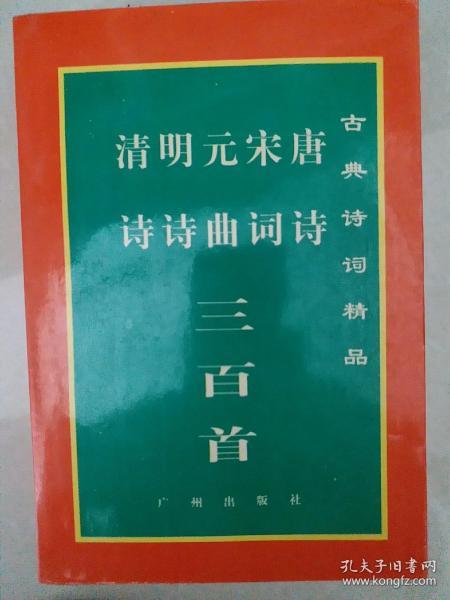 古典诗词精品
唐诗
宋词
元曲
明诗
清诗
三百首
广州出版社
孔夫子旧书网
www.kongfz.com